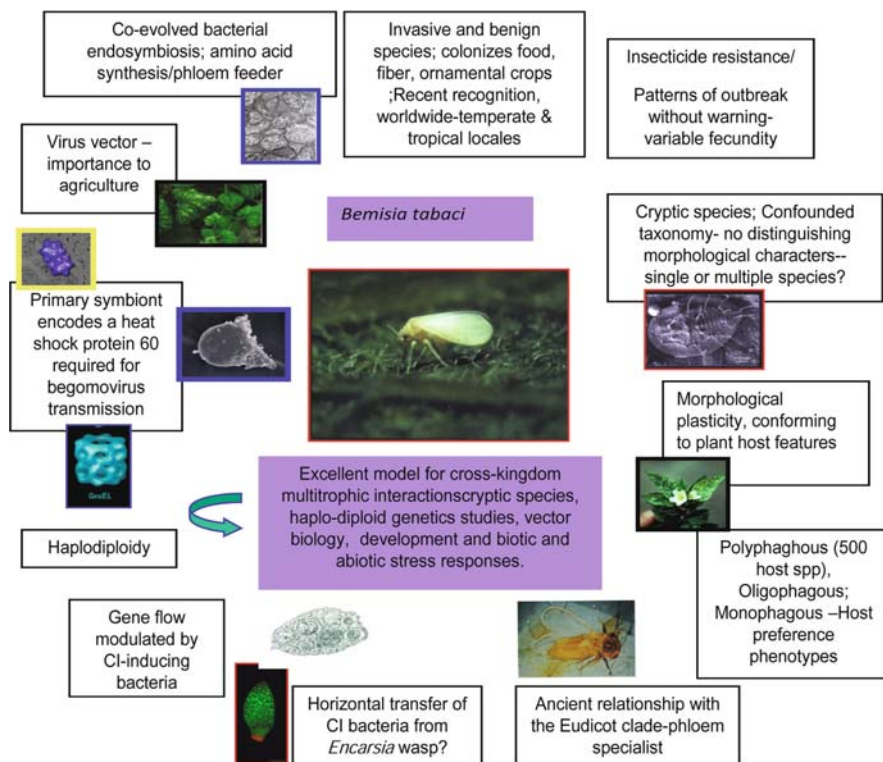 Co-evolved bacterial
endosymbiosis; amino acid
synthesis/phloem feeder
Invasive and benign
species; colonizes food,
fiber, ornamental crops
;Recent recognition,
worldwide-temperate &
tropical locales
Insecticide resistance/
Patterns of outbreak
without warning-
variable fecundity
Virus vector –
importance to
agriculture
Bemisia tabaci
Cryptic species; Confounded
taxonomy- no distinguishing
morphological characters--
single or multiple species?
Primary symbiont
encodes a heat
shock protein 60
required for
begomovirus
transmission
GroEL
Morphological
plasticity, conforming
to plant host features
Excellent model for cross-kingdom
multitrophic interactionscryptic species,
haplo-diploid genetics studies, vector
biology, development and biotic and
abiotic stress responses.
Haplodiploidy
Polyphaghous (500
host spp),
Oligophagous;
Monophagous –Host
preference
phenotypes
Gene flow
modulated by
CI-inducing
bacteria
Horizontal transfer of
CI bacteria from
Encarsia wasp?
Ancient relationship with
the Eudicot clade-phloem
specialist